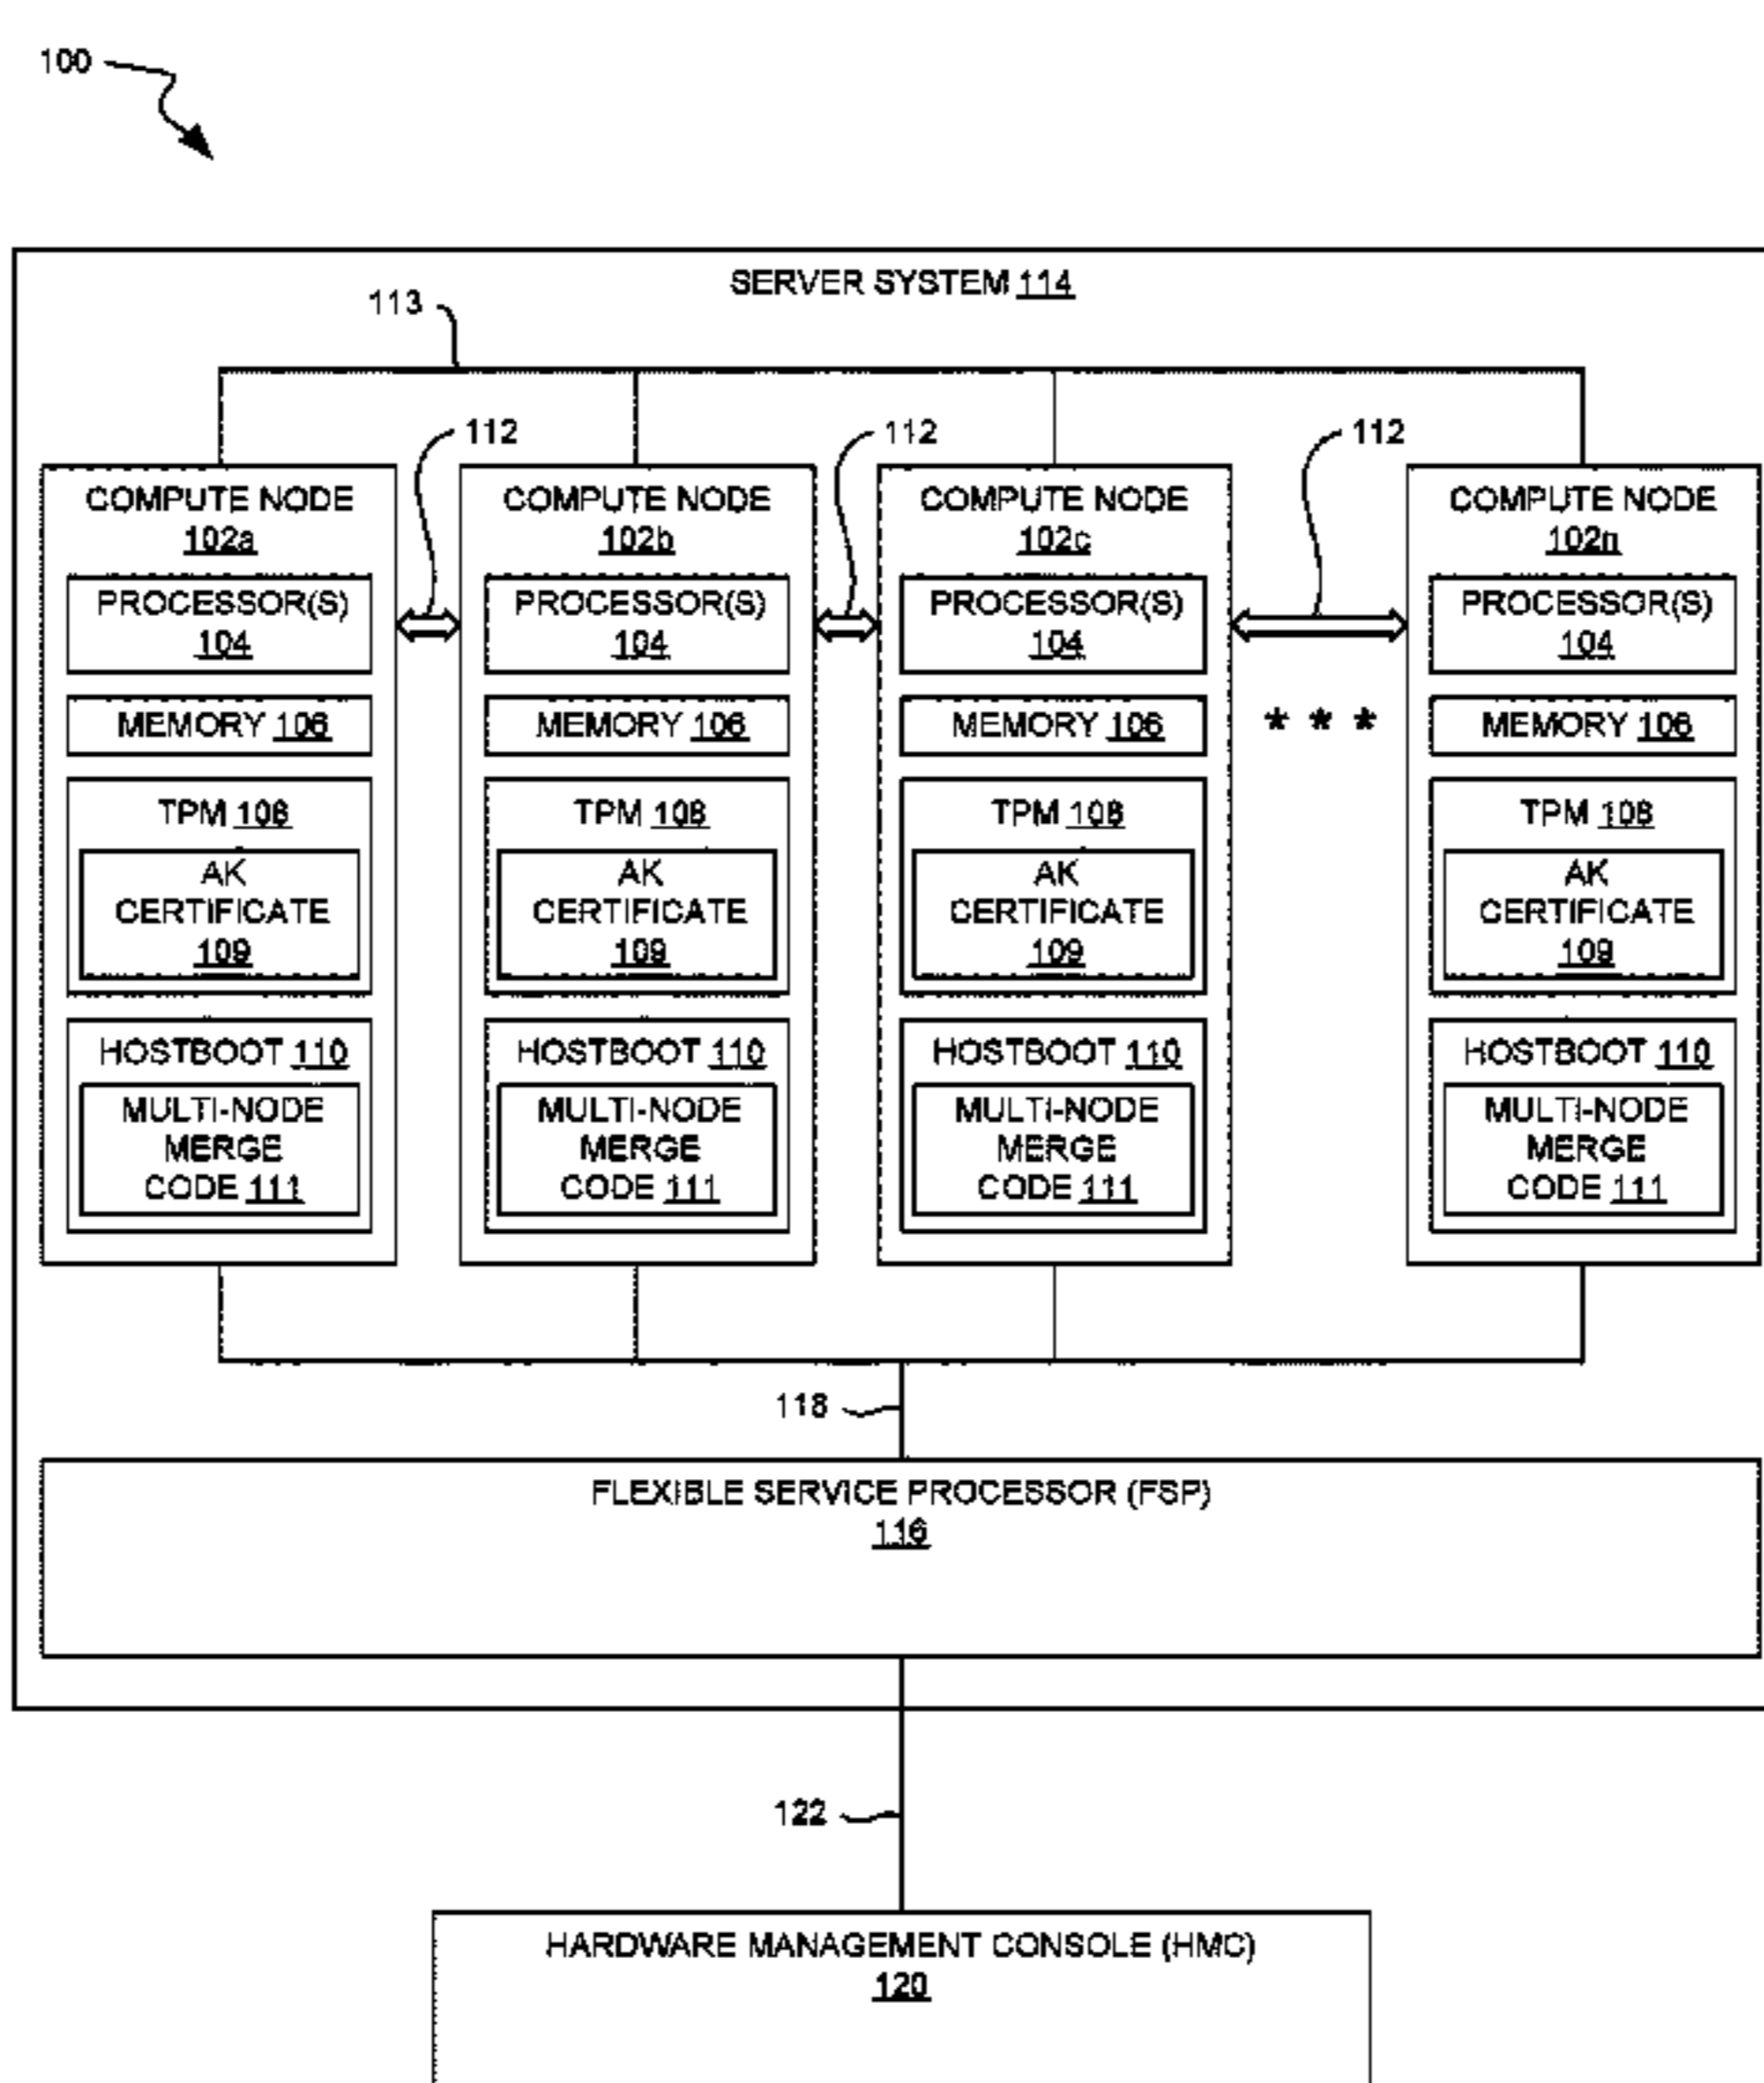 100
SERVER SYSTEM 114
113
112
112
112
COMPUTE NODE
102a
PROCESSOR(S)
104
MEMORY 106
TPM 108
AK
CERTIFICATE
109
HOSTBOOT 110
MULTI-NODE
MERGE
CODE 111
COMPUTE NODE
102b
PROCESSOR(S)
104
MEMORY 106
TPM 108
AK
CERTIFICATE
109
HOSTBOOT 110
MULTI-NODE
MERGE
CODE 111
COMPUTE NODE
102c
PROCESSOR(S)
104
MEMORY 106
TPM 108
AK
CERTIFICATE
109
HOSTBOOT 110
MULTI-NODE
MERGE
CODE 111
* * *
COMPUTE NODE
102n
PROCESSOR(S)
104
MEMORY 106
TPM 108
AK
CERTIFICATE
109
HOSTBOOT 110
MULTI-NODE
MERGE
CODE 111
118
FLEXIBLE SERVICE PROCESSOR (FSP)
116
122
HARDWARE MANAGEMENT CONSOLE (HMC)
120